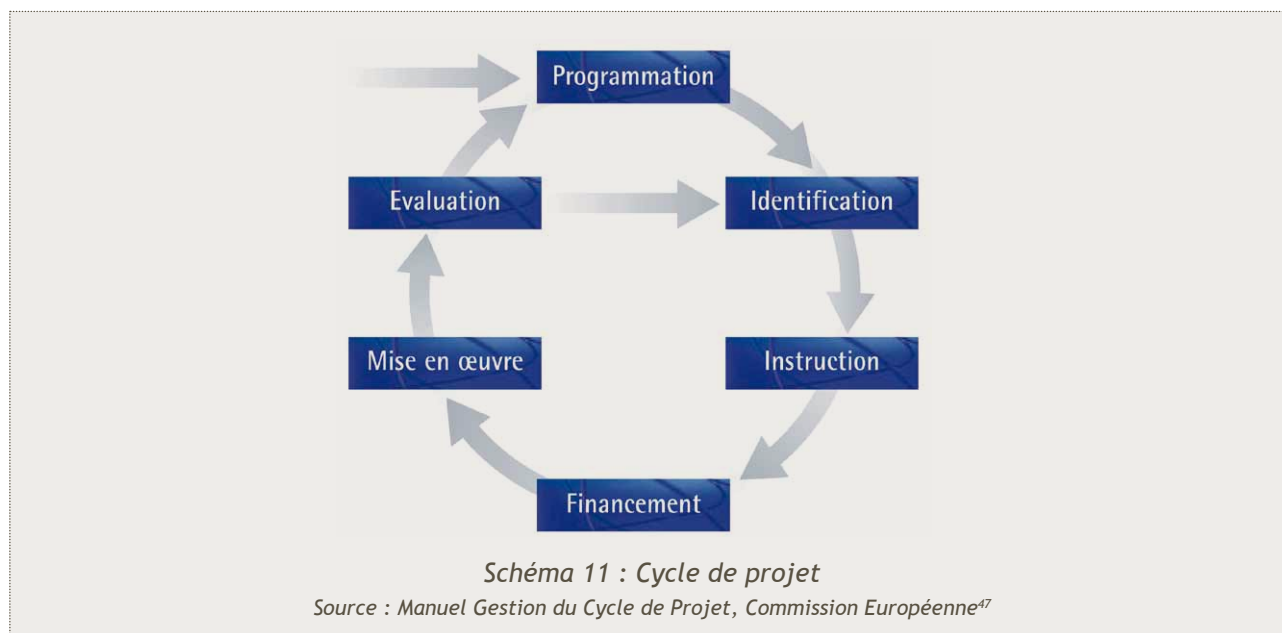 Programmation
Evaluation
Identification
Mise en œuvre
Instruction
Financement
Schéma 11 : Cycle de projet
Source : Manuel Gestion du Cycle de Projet, Commission Européenne⁴⁷